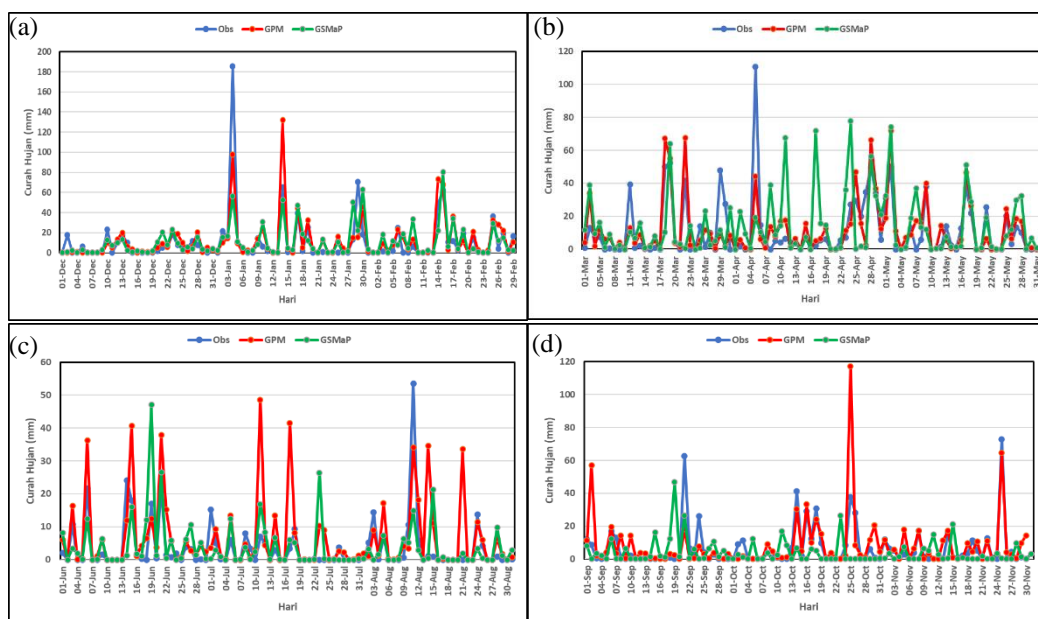 (a)
Obs GPM GSMaP
Curah Hujan (mm)
200
180
160
140
120
100
80
60
40
20
0
01-Dec 04-Dec 07-Dec 10-Dec 13-Dec 16-Dec 19-Dec 22-Dec 25-Dec 28-Dec 31-Dec 03-Jan 06-Jan 09-Jan 12-Jan 15-Jan 18-Jan 21-Jan 24-Jan 27-Jan 30-Jan 02-Feb 05-Feb 08-Feb 11-Feb 14-Feb 17-Feb 20-Feb 23-Feb 26-Feb 29-Feb
Hari
(b)
Obs GPM GSMaP
Curah Hujan (mm)
120
100
80
60
40
20
0
01-Mar 05-Mar 08-Mar 11-Mar 14-Mar 17-Mar 20-Mar 23-Mar 26-Mar 29-Mar 01-Apr 04-Apr 07-Apr 10-Apr 13-Apr 16-Apr 19-Apr 22-Apr 25-Apr 28-Apr 01-May 04-May 07-May 10-May 13-May 16-May 19-May 22-May 25-May 28-May 31-May
Hari
(c)
Obs GPM GSMaP
Curah Hujan (mm)
60
50
40
30
20
10
0
01-Jun 04-Jun 07-Jun 10-Jun 13-Jun 16-Jun 19-Jun 22-Jun 25-Jun 28-Jun 01-Jul 04-Jul 07-Jul 10-Jul 13-Jul 16-Jul 19-Jul 22-Jul 25-Jul 28-Jul 31-Jul 03-Aug 06-Aug 09-Aug 12-Aug 15-Aug 18-Aug 21-Aug 24-Aug 27-Aug 30-Aug
Hari
(d)
Obs GPM GSMaP
Curah Hujan (mm)
120
100
80
60
40
20
0
01-Sep 04-Sep 07-Sep 10-Sep 13-Sep 16-Sep 19-Sep 22-Sep 25-Sep 28-Sep 01-Oct 04-Oct 07-Oct 10-Oct 13-Oct 16-Oct 19-Oct 22-Oct 25-Oct 28-Oct 31-Oct 03-Nov 06-Nov 09-Nov 12-Nov 15-Nov 18-Nov 21-Nov 24-Nov 27-Nov 30-Nov
Hari